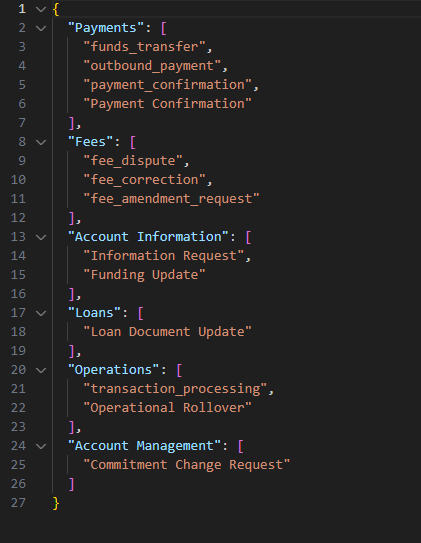 1 {
2 "Payments": [
3 "funds_transfer",
4 "outbound_payment",
5 "payment_confirmation",
6 "Payment Confirmation"
7 ],
8 "Fees": [
9 "fee_dispute",
10 "fee_correction",
11 "fee_amendment_request"
12 ],
13 "Account Information": [
14 "Information Request",
15 "Funding Update"
16 ],
17 "Loans": [
18 "Loan Document Update"
19 ],
20 "Operations": [
21 "transaction_processing",
22 "Operational Rollover"
23 ],
24 "Account Management": [
25 "Commitment Change Request"
26 ]
27 }